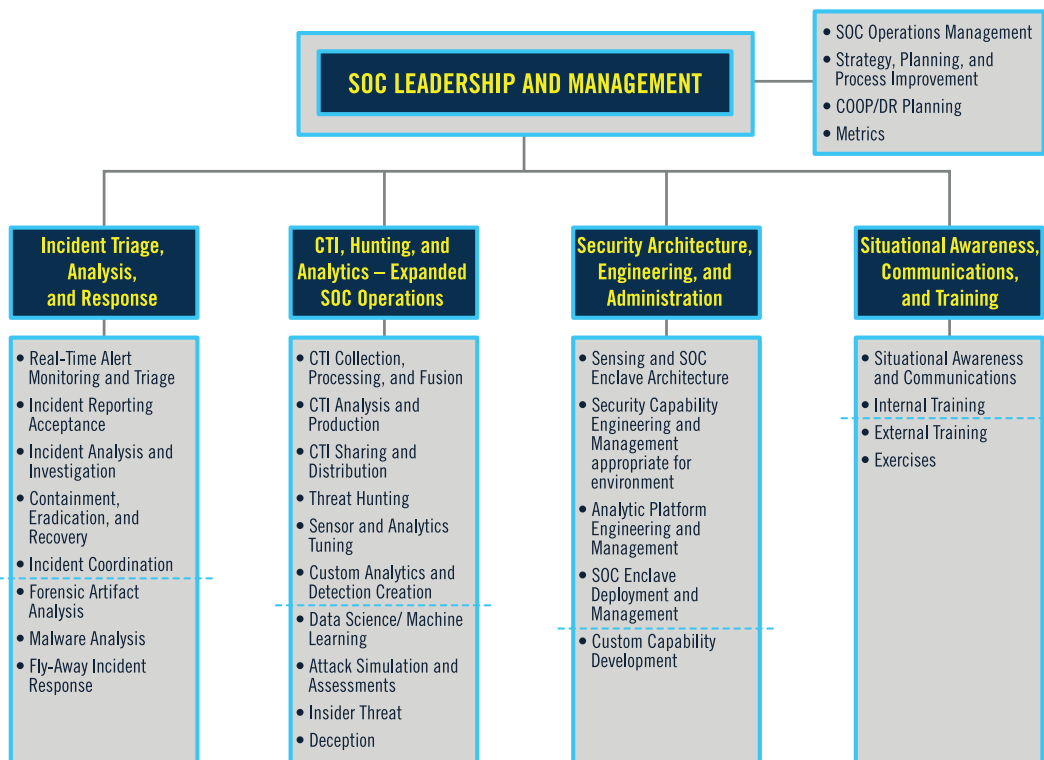 SOC LEADERSHIP AND MANAGEMENT
• SOC Operations Management
• Strategy, Planning, and
Process Improvement
• COOP/DR Planning
• Metrics
Incident Triage,
Analysis,
and Response
• Real-Time Alert
Monitoring and Triage
• Incident Reporting
Acceptance
• Incident Analysis and
Investigation
• Containment,
Eradication, and
Recovery
• Incident Coordination
• Forensic Artifact
Analysis
• Malware Analysis
• Fly-Away Incident
Response
CTI, Hunting, and
Analytics – Expanded
SOC Operations
• CTI Collection,
Processing, and Fusion
• CTI Analysis and
Production
• CTI Sharing and
Distribution
• Threat Hunting
• Sensor and Analytics
Tuning
• Custom Analytics and
Detection Creation
• Data Science/ Machine
Learning
• Attack Simulation and
Assessments
• Insider Threat
• Deception
Security Architecture,
Engineering, and
Administration
• Sensing and SOC
Enclave Architecture
• Security Capability
Engineering and
Management
appropriate for
environment
• Analytic Platform
Engineering and
Management
• SOC Enclave
Deployment and
Management
• Custom Capability
Development
Situational Awareness,
Communications,
and Training
• Situational Awareness
and Communications
• Internal Training
• External Training
• Exercises